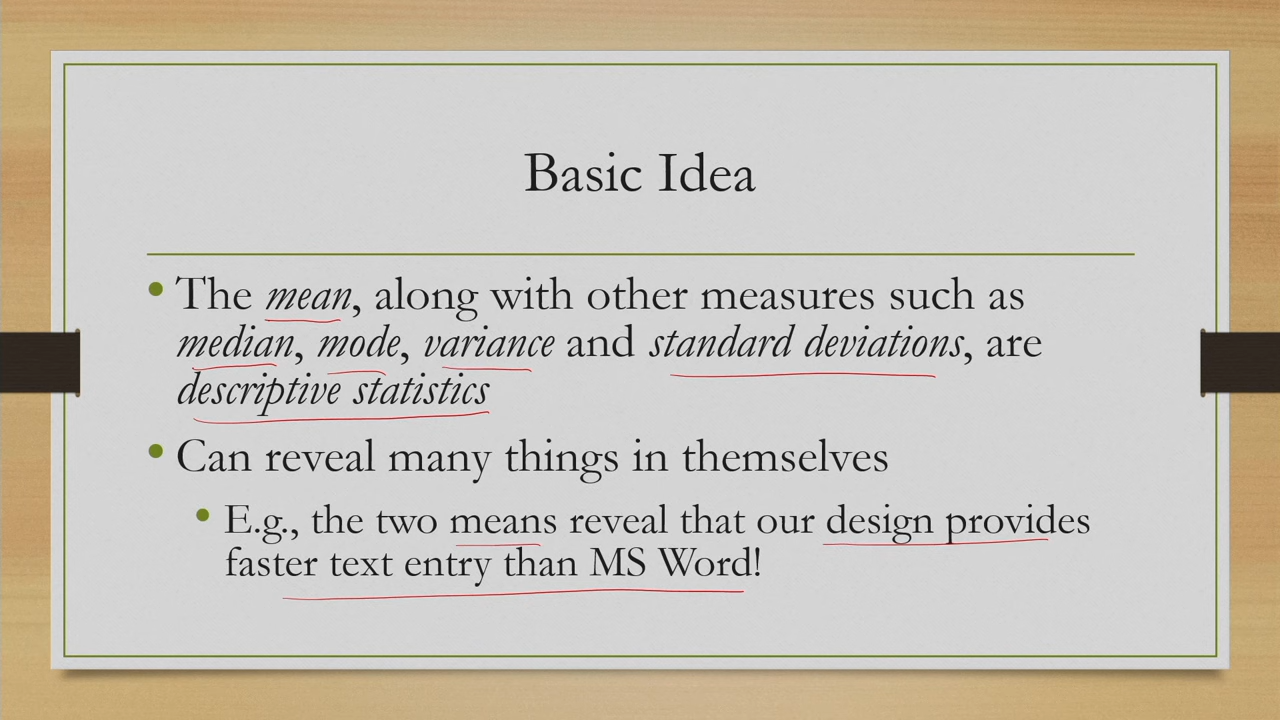 Basic Idea
• The mean, along with other measures such as
median, mode, variance and standard deviations, are
descriptive statistics
• Can reveal many things in themselves
• E.g., the two means reveal that our design provides
faster text entry than MS Word!